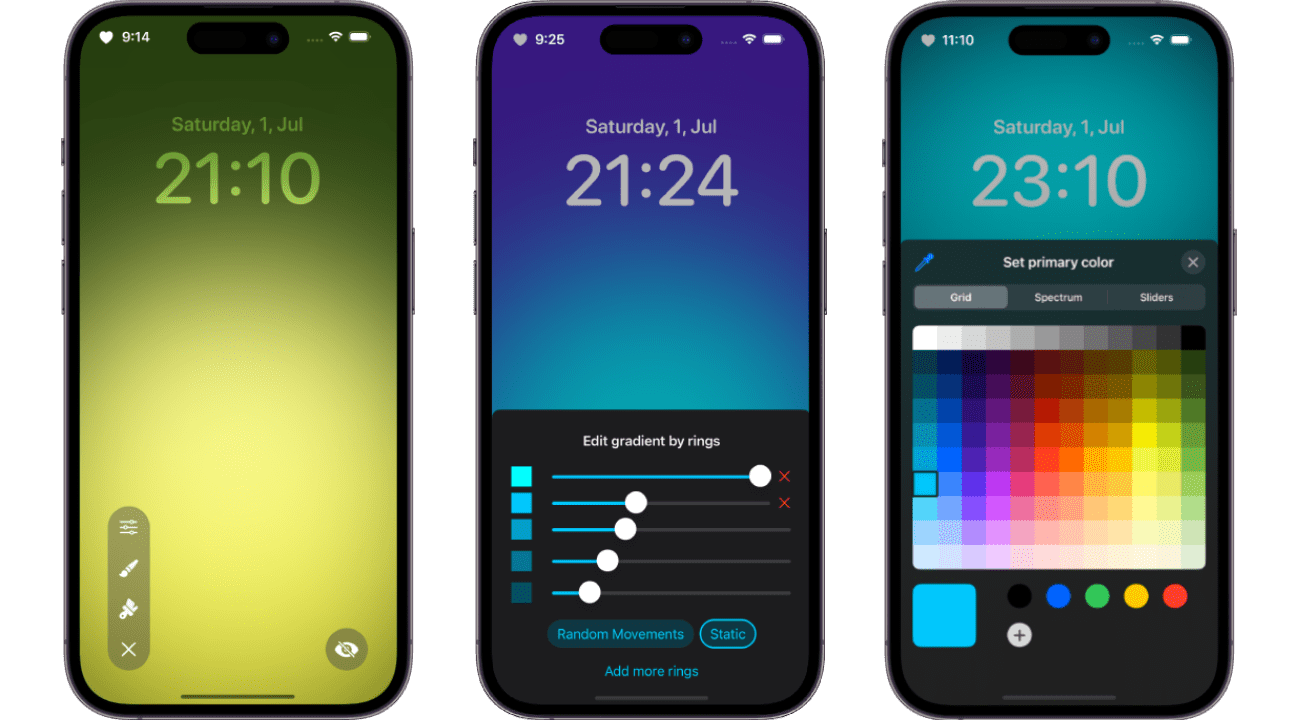 9:14
Saturday, 1, Jul
21:10
9:25
Saturday, 1, Jul
21:24
Edit gradient by rings
Random Movements
Static
Add more rings
11:10
Saturday, 1, Jul
23:10
Set primary color
Grid
Spectrum
Sliders